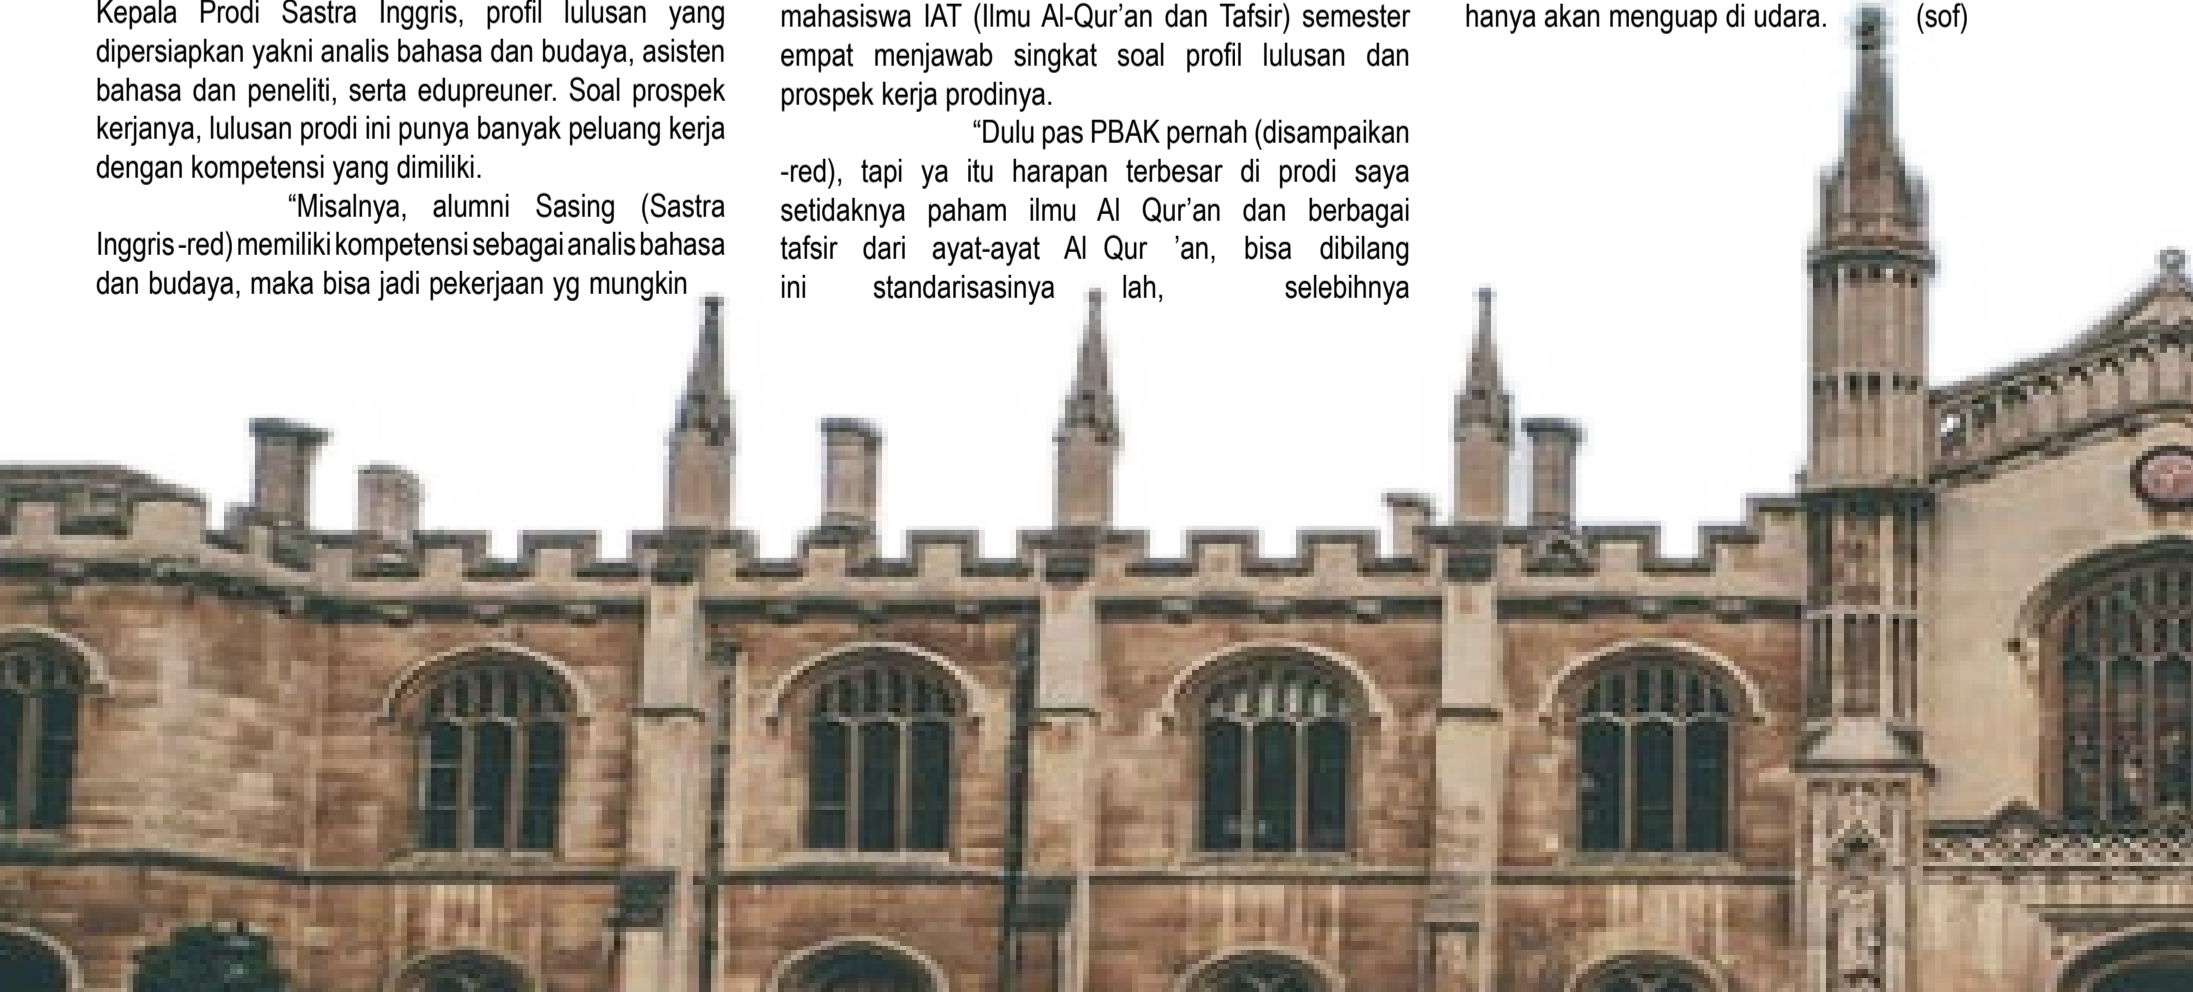 Kepala Prodi Sastra Inggris, profil lulusan yang
dipersiapkan yakni analis bahasa dan budaya, asisten
bahasa dan peneliti, serta edupreuner. Soal prospek
kerjanya, lulusan prodi ini punya banyak peluang kerja
dengan kompetensi yang dimiliki.
“Misalnya, alumni Sasing (Sastra
Inggris -red) memiliki kompetensi sebagai analis bahasa
dan budaya, maka bisa jadi pekerjaan yg mungkin
mahasiswa IAT (Ilmu Al-Qur’an dan Tafsir) semester
empat menjawab singkat soal profil lulusan dan
prospek kerja prodinya.
“Dulu pas PBAK pernah (disampaikan
-red), tapi ya itu harapan terbesar di prodi saya
setidaknya paham ilmu Al Qur’an dan berbagai
tafsir dari ayat-ayat Al Qur ’an, bisa dibilang
ini standarisasinya lah, selebihnya
hanya akan menguap di udara. (sof)